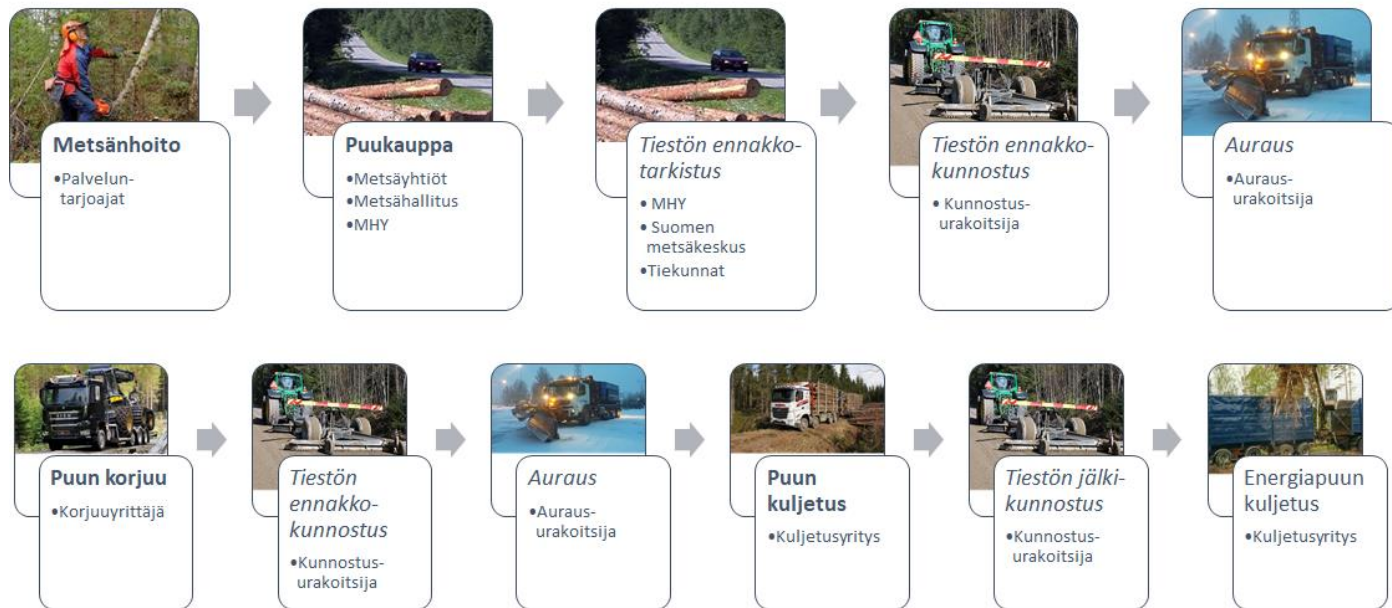 Metsänhoito
•Palvelun-
tarjoajat
Puukauppa
•Metsäyhtiöt
•Metsähallitus
•MHY
Tiestön ennakko-
tarkistus
• MHY
• Suomen
metsäkeskus
•Tiekunnat
Tiestön ennakko-
kunnostus
• Kunnostus-
urakoitsija
Auraus
•Auraus-
urakoitsija
Puun korjuu
•Korjuuyrittäjä
Tiestön
ennakko-
kunnostus
•Kunnostus-
urakoitsija
Auraus
•Auraus-
urakoitsija
Puun
kuljetus
•Kuljetusyritys
Tiestön jälki-
kunnostus
•Kunnostus-
urakoitsija
Energiapuun
kuljetus
•Kuljetusyritys